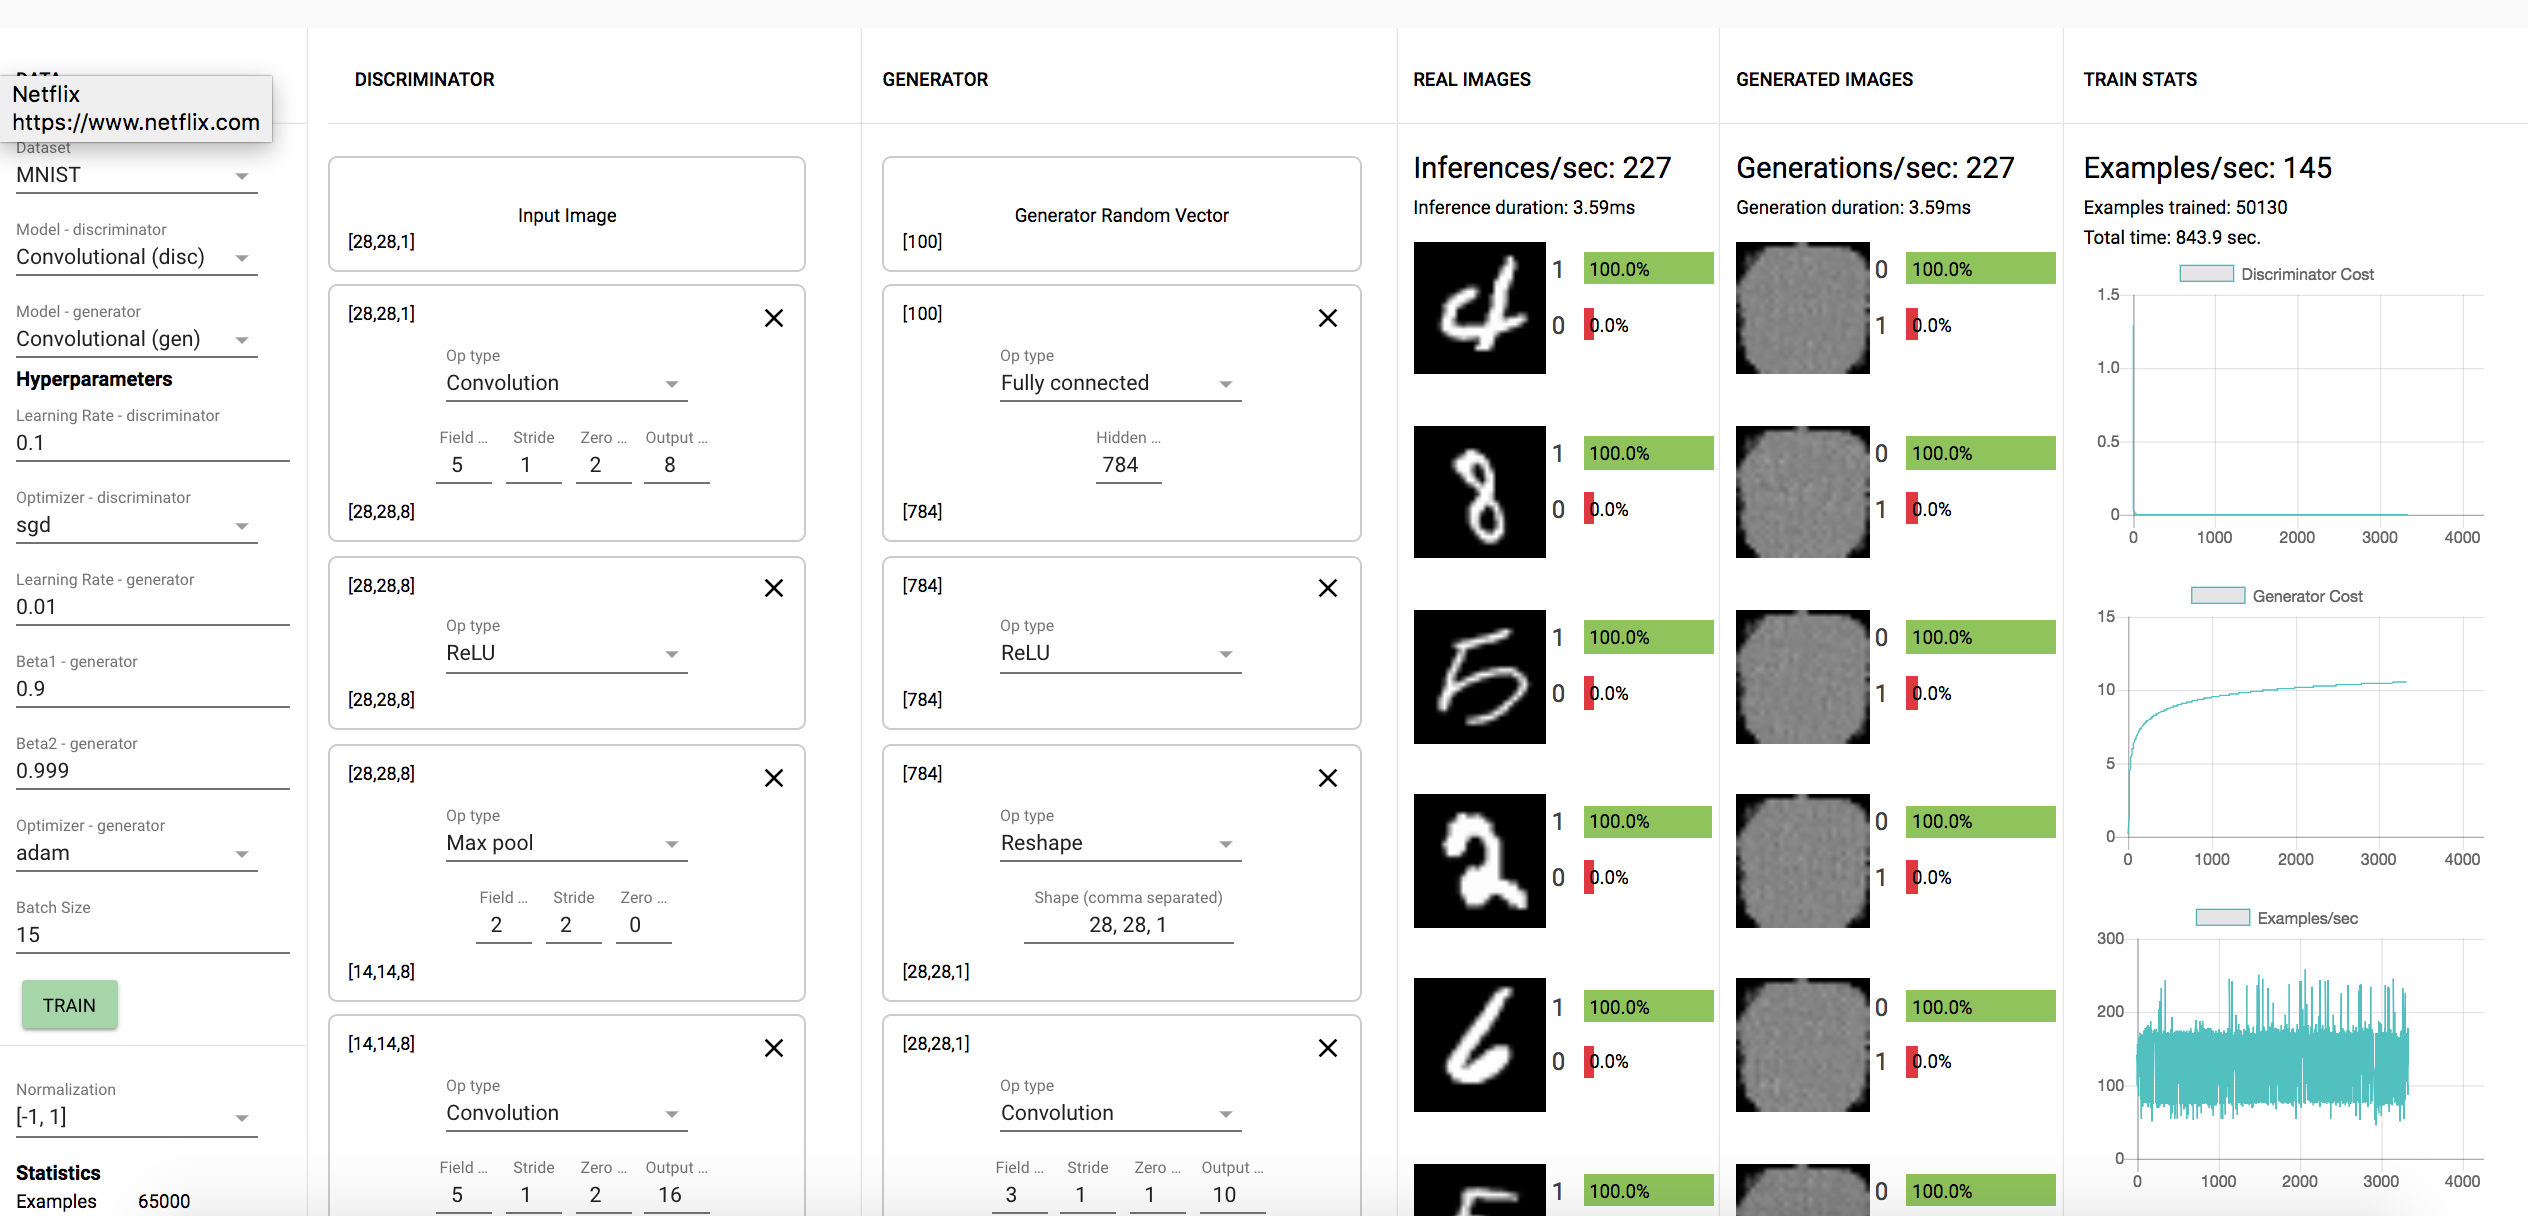 DATA
Netflix
https://www.netflix.com
Dataset
MNIST
Model - discriminator
Convolutional (disc)
Model - generator
Convolutional (gen)
Hyperparameters
Learning Rate - discriminator
0.1
Optimizer - discriminator
sgd
Learning Rate - generator
0.01
Beta1 - generator
0.9
Beta2 - generator
0.999
Optimizer - generator
adam
Batch Size
15
TRAIN
Normalization
[-1, 1]
Statistics
Examples 65000
DISCRIMINATOR
Input Image
[28,28,1]
[28,28,1]
Op type
Convolution
Field ... Stride Zero ... Output ...
5 1 2 8
[28,28,8]
[28,28,8]
Op type
ReLU
[28,28,8]
[28,28,8]
Op type
Max pool
Field ... Stride Zero ...
2 2 0
[14,14,8]
[14,14,8]
Op type
Convolution
Field ... Stride Zero ... Output ...
5 1 2 16
GENERATOR
Generator Random Vector
[100]
[100]
Op type
Fully connected
Hidden ...
784
[784]
[784]
Op type
ReLU
[784]
[784]
Op type
Reshape
Shape (comma separated)
28, 28, 1
[28,28,1]
[28,28,1]
Op type
Convolution
Field ... Stride Zero ... Output ...
3 1 1 10
REAL IMAGES
Inferences/sec: 227
Inference duration: 3.59ms
4
1 100.0%
0 0.0%
8
1 100.0%
0 0.0%
5
1 100.0%
0 0.0%
2
1 100.0%
0 0.0%
6
1 100.0%
0 0.0%
5
1 100.0%
GENERATED IMAGES
Generations/sec: 227
Generation duration: 3.59ms
0 100.0%
1 0.0%
0 100.0%
1 0.0%
0 100.0%
1 0.0%
0 100.0%
1 0.0%
0 100.0%
1 0.0%
0 100.0%
TRAIN STATS
Examples/sec: 145
Examples trained: 50130
Total time: 843.9 sec.
Discriminator Cost
1.5
1.0
0.5
0
0 1000 2000 3000 4000
Generator Cost
15
10
5
0
0 1000 2000 3000 4000
Examples/sec
300
200
100
0
0 1000 2000 3000 4000